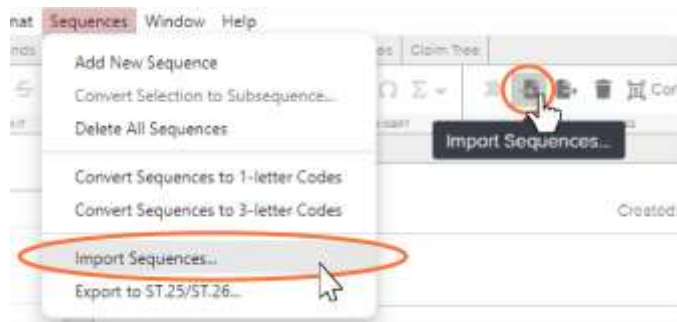 Sequences Window Help
Claim Tree
Add New Sequence
Convert Selection to Subsequence...
Delete All Sequences
Import Sequences...
Convert Sequences to 1-letter Codes
Convert Sequences to 3-letter Codes
Created
Import Sequences...
Export to ST.25/ST.26...